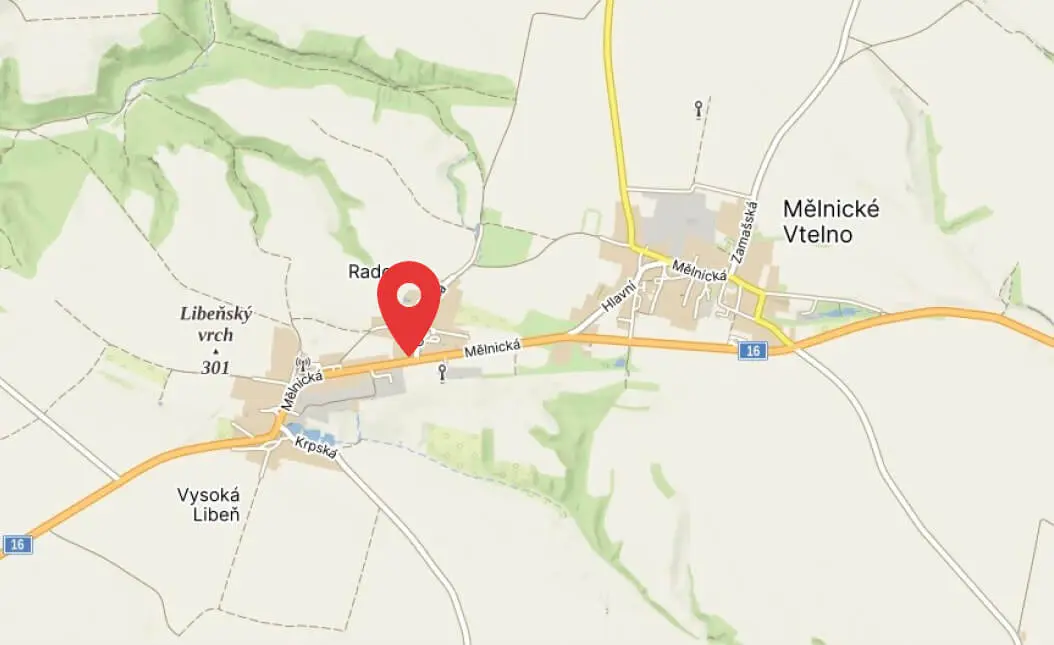 Mělnické
Vtelno
Zamašská
Mělnická
Hlavní
Libeňský
vrch
301
Mělnická
16
Mělnická
Krpská
Vysoká
Libeň
16